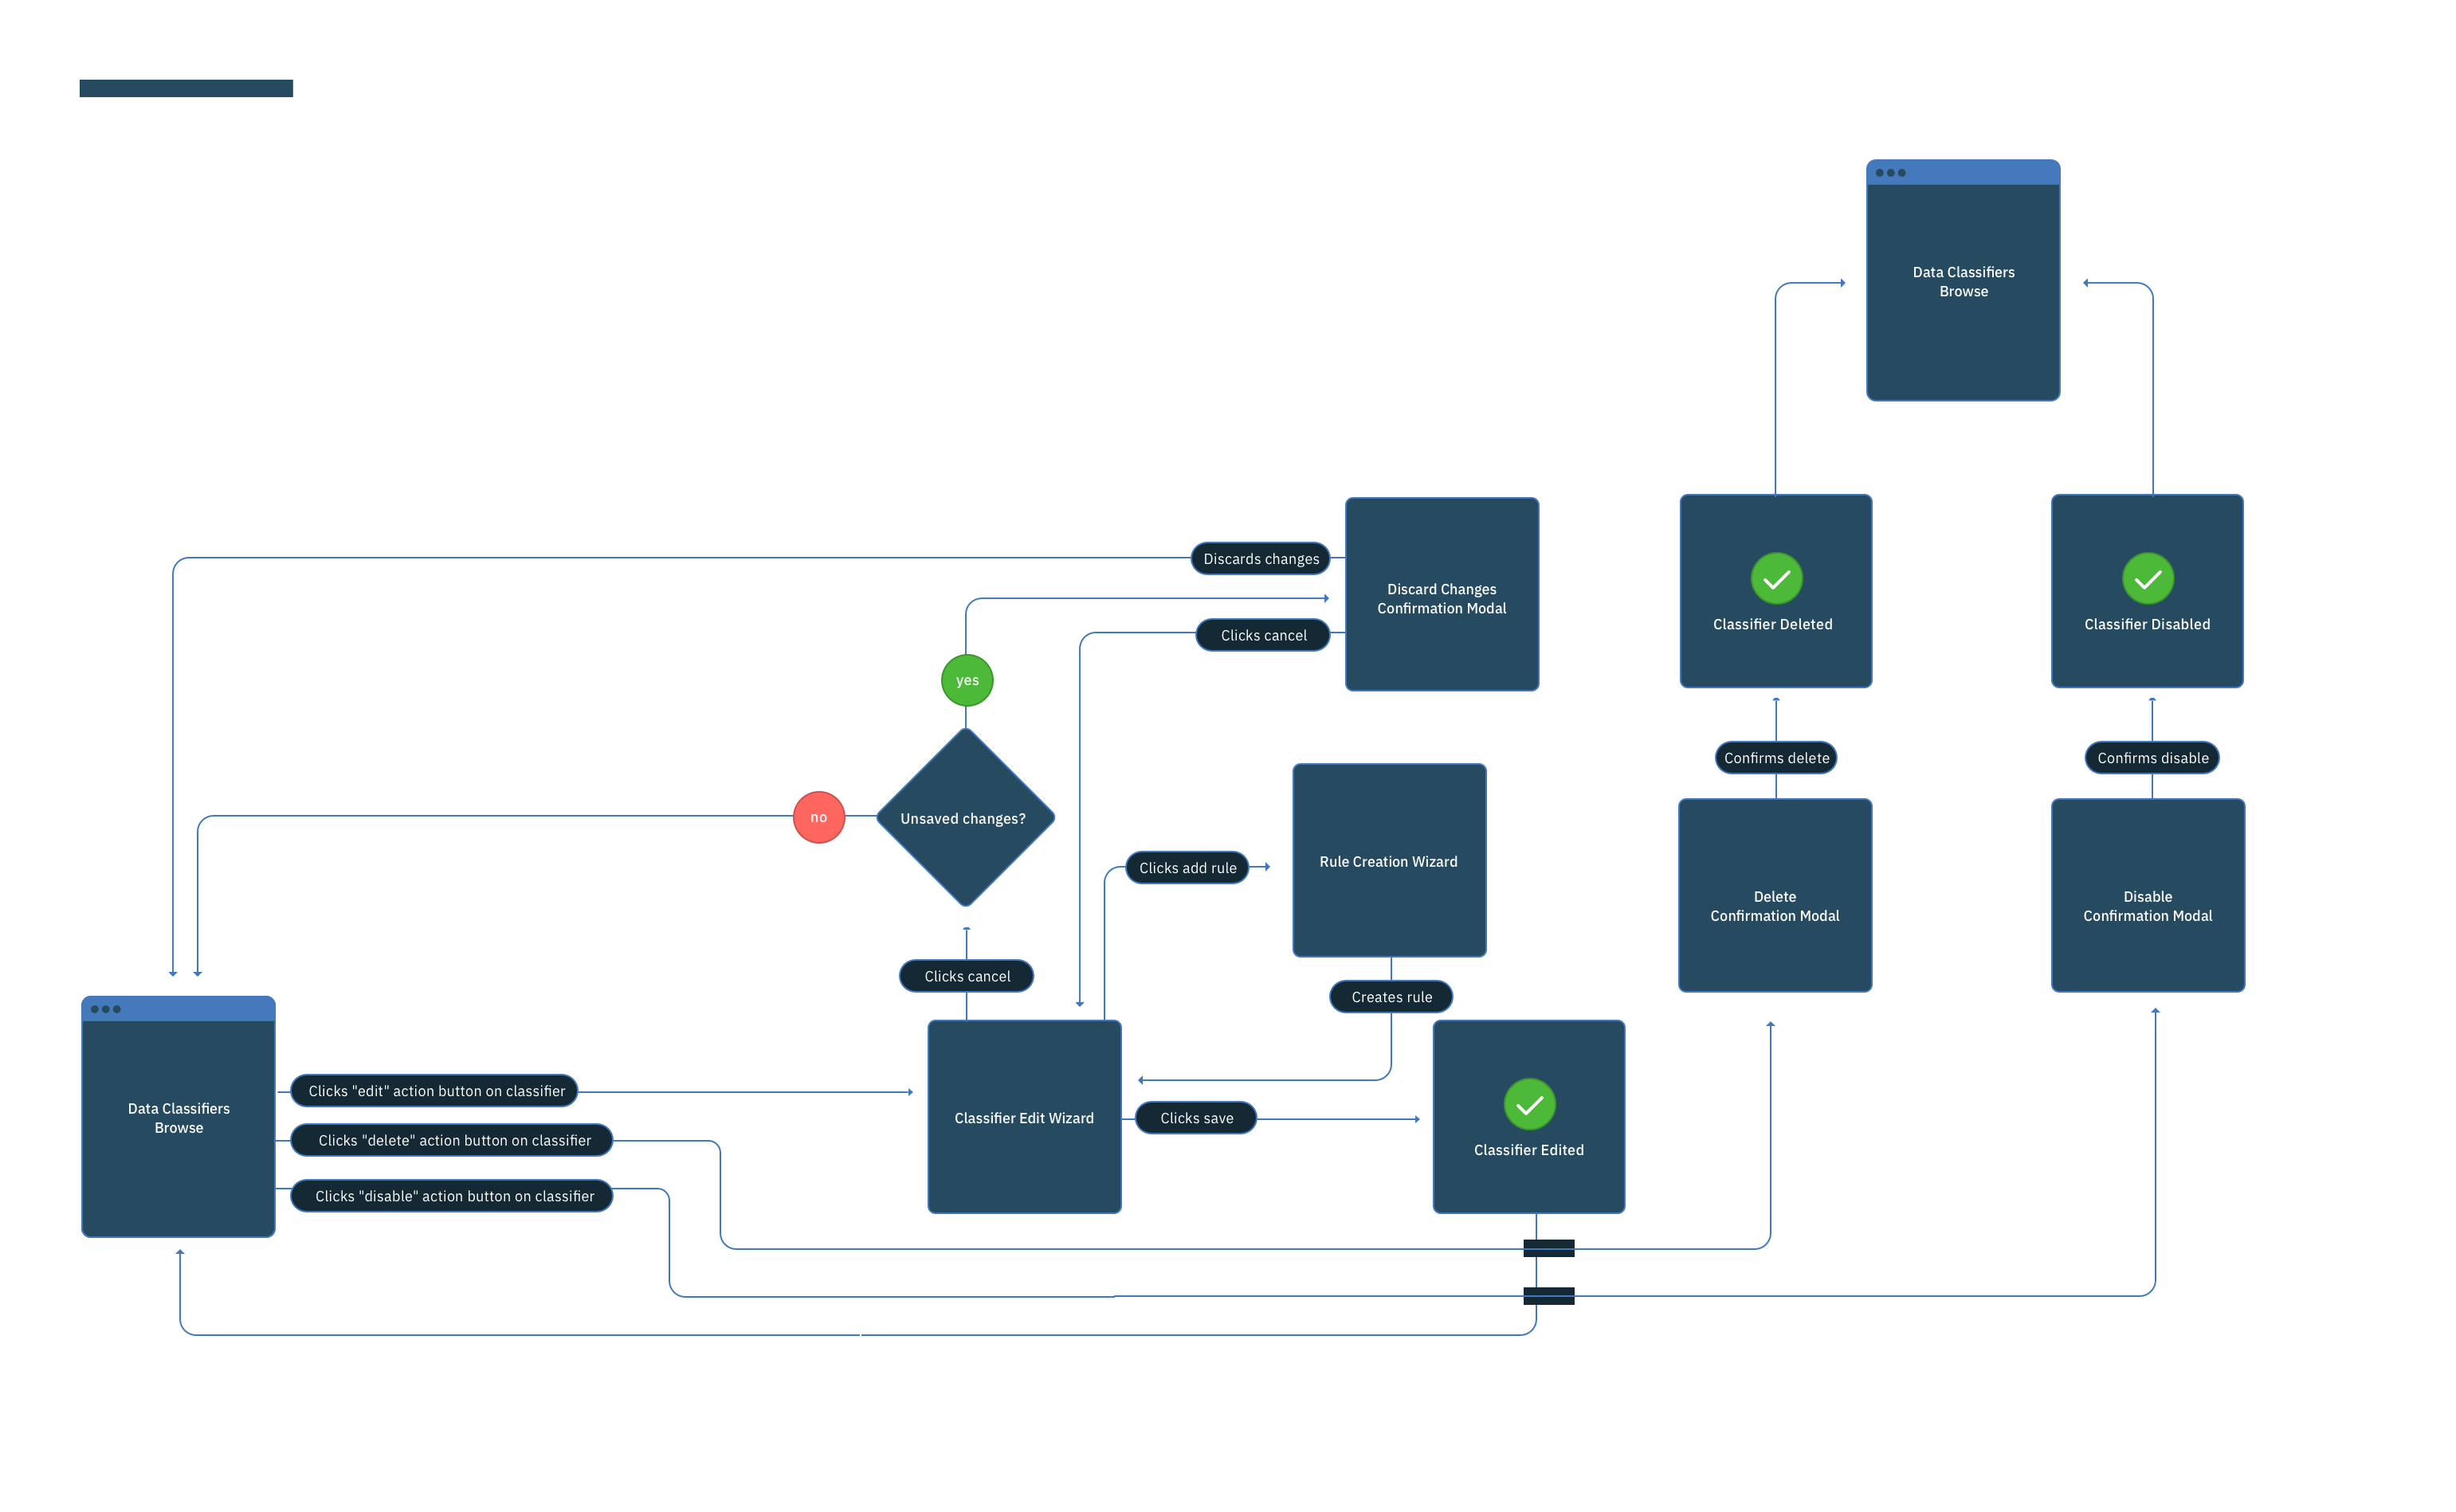 Data Classifiers
Browse
Discards changes
Discard Changes
Confirmation Modal
Clicks cancel
Classifier Deleted
Classifier Disabled
yes
Confirms delete
Confirms disable
no
Unsaved changes?
Clicks add rule
Rule Creation Wizard
Delete
Confirmation Modal
Disable
Confirmation Modal
Clicks cancel
Creates rule
Data Classifiers
Browse
Clicks "edit" action button on classifier
Clicks "delete" action button on classifier
Clicks "disable" action button on classifier
Classifier Edit Wizard
Clicks save
Classifier Edited